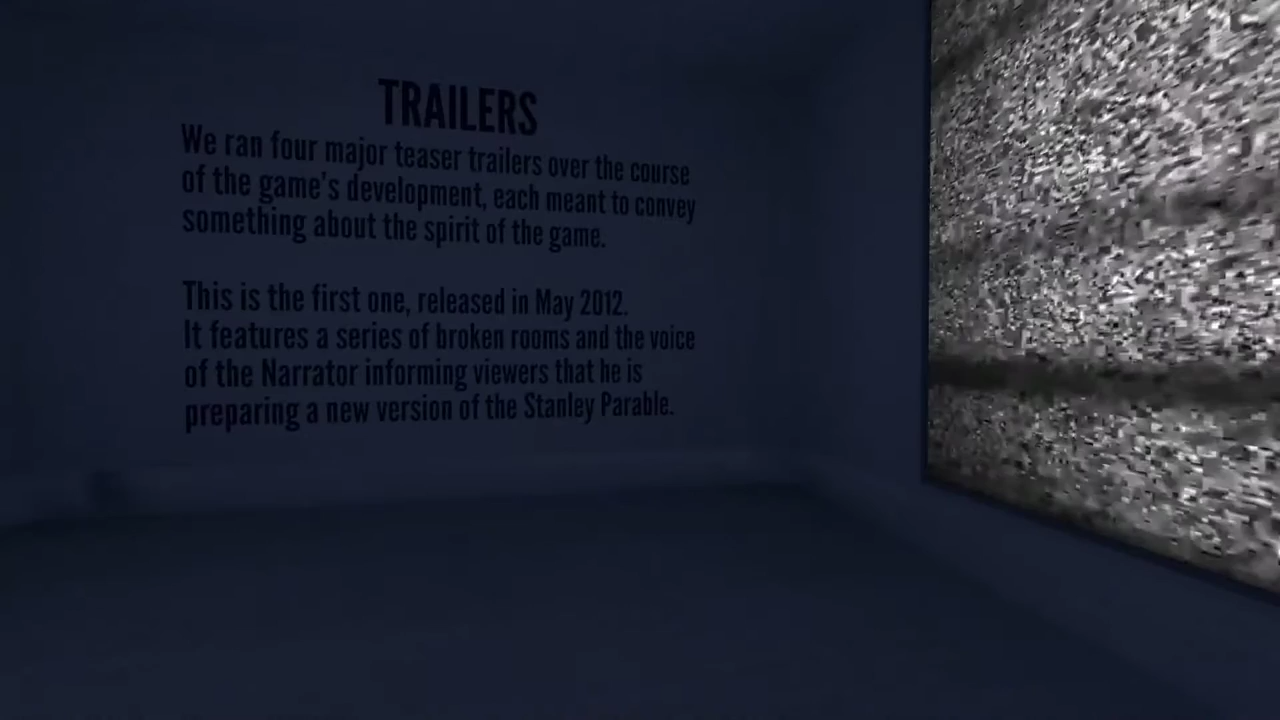 TRAILERS
We ran four major teaser trailers over the course
of the game's development, each meant to convey
something about the spirit of the game.
This is the first one, released in May 2012.
It features a series of broken rooms and the voice
of the Narrator informing viewers that he is
preparing a new version of the Stanley Parable.